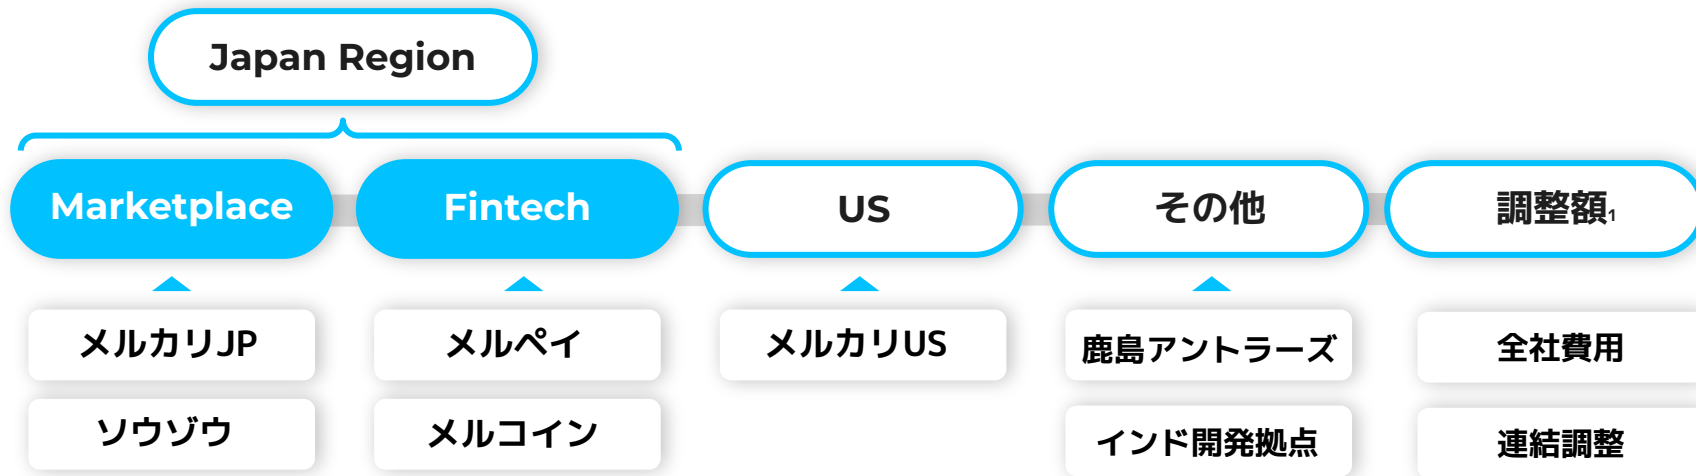 Japan Region
Marketplace
Fintech
US
その他
調整額1
メルカリJP
メルペイ
メルカリUS
鹿島アントラーズ
全社費用
ソウゾウ
メルコイン
インド開発拠点
連結調整